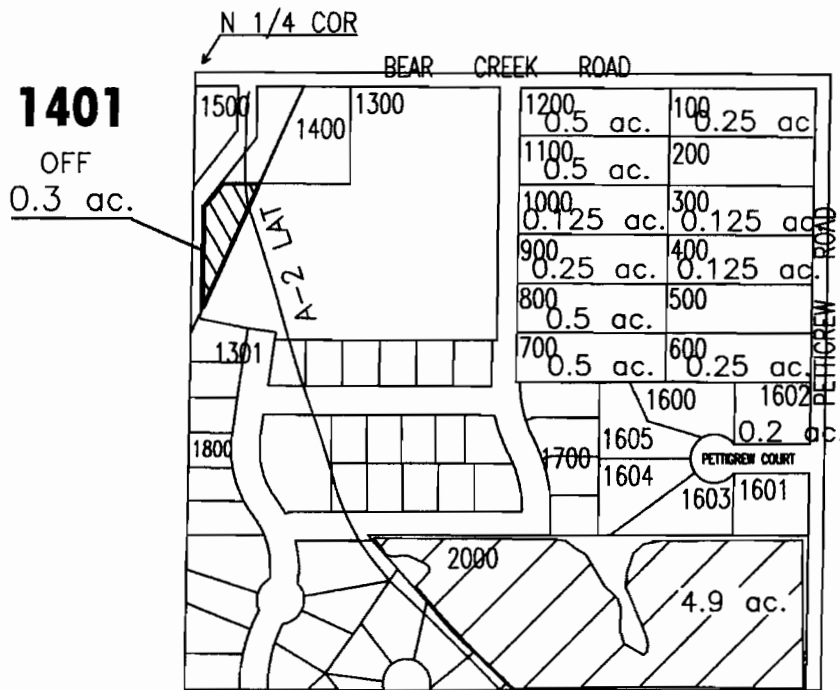 N 1/4 COR
BEAR CREEK ROAD
1401
OFF
0.3 ac.
1500
1400
1300
A-2 LAT
1200
0.5 ac.
100
0.25 ac
1100
0.5 ac.
200
1000
0.125 ac.
300
0.125 ac.
900
0.25 ac.
400
0.125 ac.
800
0.5 ac.
500
700
0.5 ac.
600
0.25 ac.
PETTIGREW ROAD
1301
1800
1700
1600
1602
0.2 ac.
1605
PETTIGREW COURT
1604
1603
1601
2000
4.9 ac.